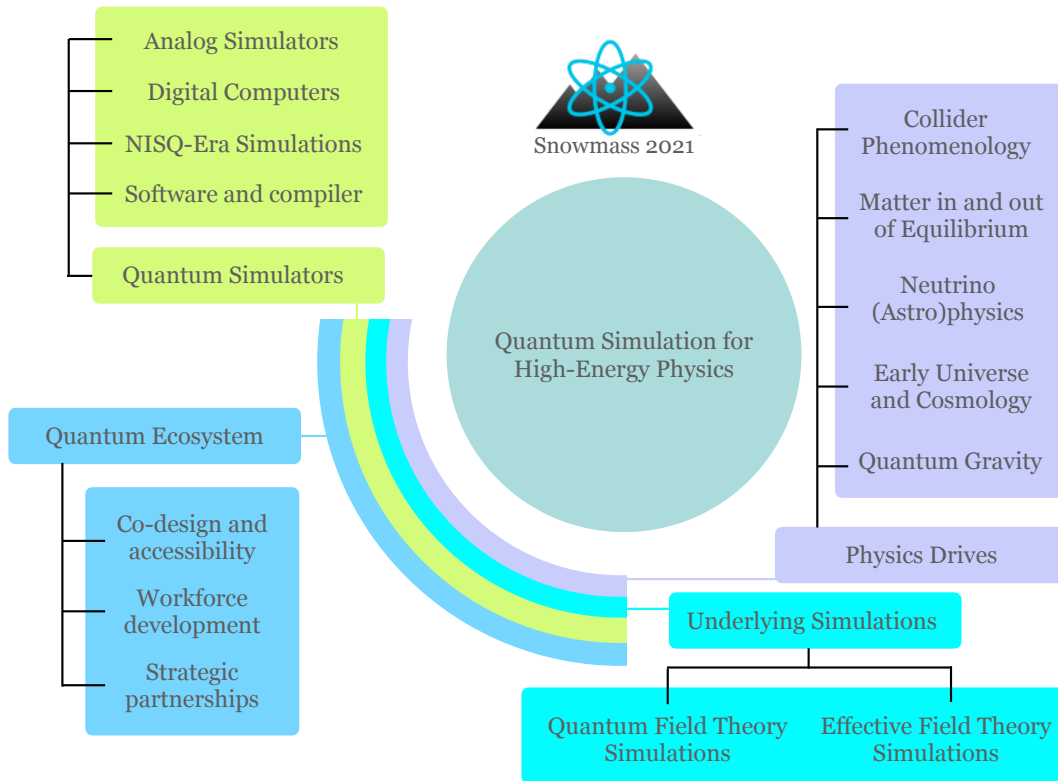 Analog Simulators
Digital Computers
NISQ-Era Simulations
Software and compiler
Quantum Simulators
Snowmass 2021
Quantum Simulation for
High-Energy Physics
Collider
Phenomenology
Matter in and out
of Equilibrium
Neutrino
(Astro)physics
Early Universe
and Cosmology
Quantum Gravity
Physics Drives
Quantum Ecosystem
Co-design and
accessibility
Workforce
development
Strategic
partnerships
Underlying Simulations
Quantum Field Theory
Simulations
Effective Field Theory
Simulations